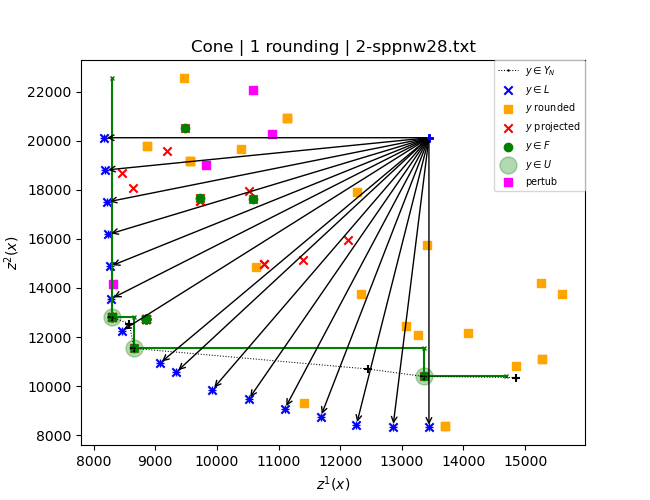 Cone | 1 rounding | 2-sppnw28.txt
y ∈ Y_N
y ∈ L
y rounded
y projected
y ∈ F
y ∈ U
pertub
22000
20000
18000
16000
14000
12000
10000
8000
z²(x)
8000 9000 10000 11000 12000 13000 14000 15000
z¹(x)